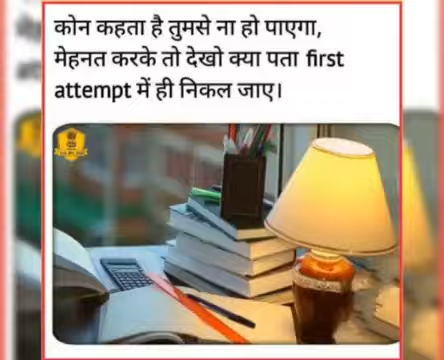 कोन कहता है तुमसे ना हो पाएगा,
मेहनत करके तो देखो क्या पता first
attempt में ही निकल जाए।